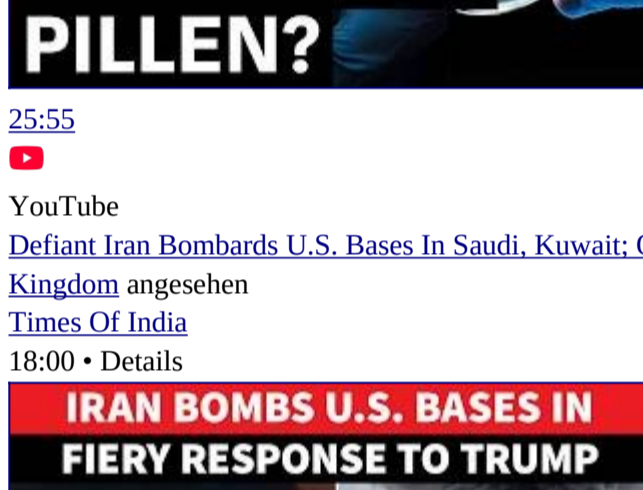 PILLEN?
25:55
YouTube
Defiant Iran Bombards U.S. Bases In Saudi, Kuwait;
Kingdom angesehen
Times Of India
18:00 • Details
IRAN BOMBS U.S. BASES IN
FIERY RESPONSE TO TRUMP